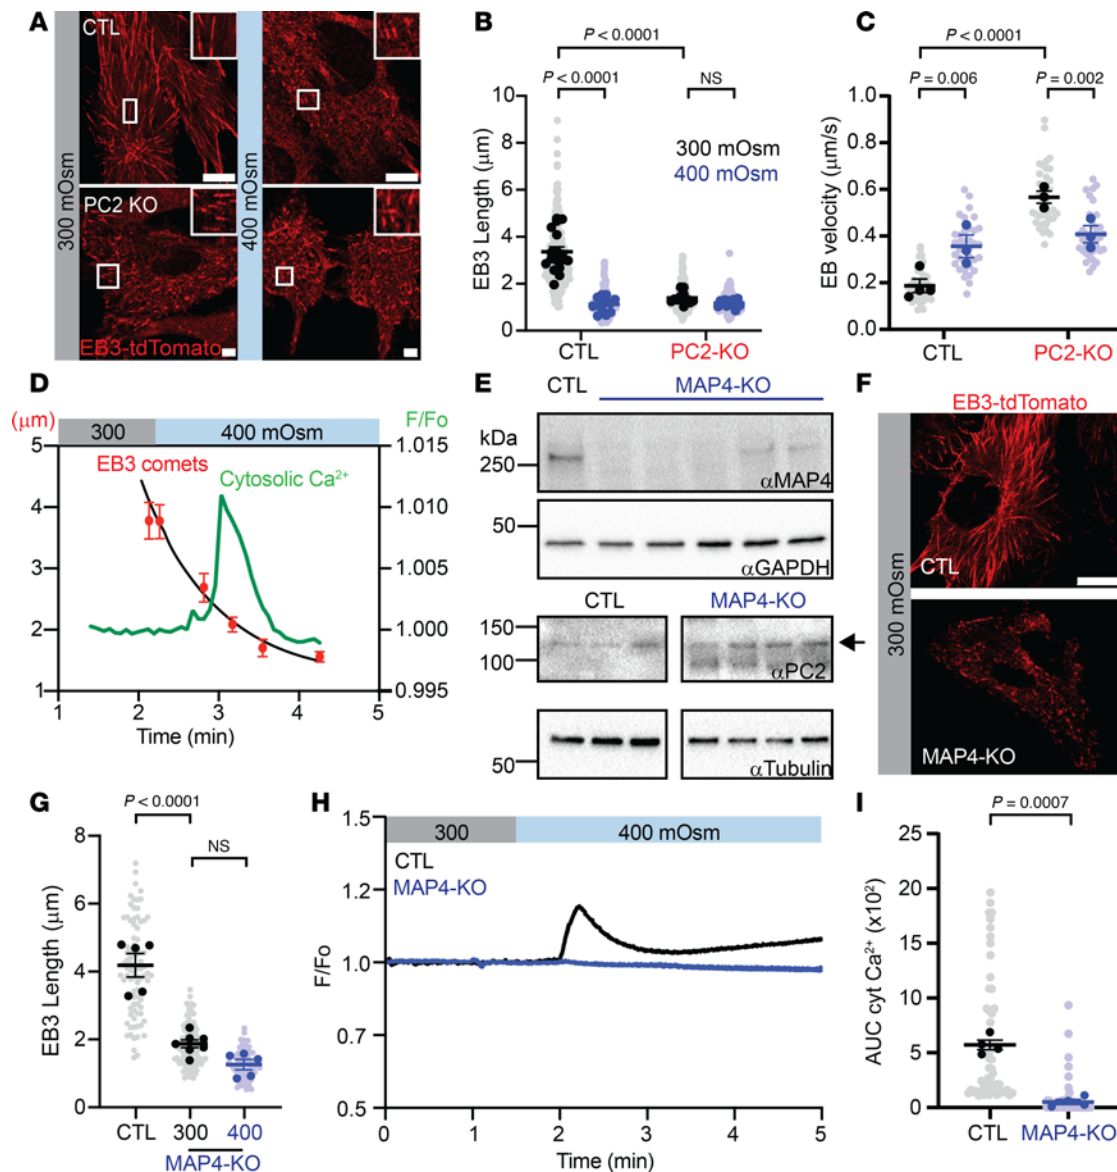 A
CTL
300 mOsm
400 mOsm
PC2 KO
EB3-tdTomato
B
P < 0.0001
P < 0.0001
NS
10
8
6
4
2
0
EB3 Length (μm)
300 mOsm
400 mOsm
CTL
PC2-KO
C
P < 0.0001
P = 0.006
P = 0.002
1.0
0.8
0.6
0.4
0.2
0.0
EB velocity (μm/s)
CTL
PC2-KO
D
(μm)
F/Fo
300
400 mOsm
EB3 comets
Cytosolic Ca²⁺
5
4
3
2
1
1.015
1.010
1.005
1.000
0.995
1 2 3 4 5
Time (min)
E
CTL MAP4-KO
kDa
250
αMAP4
50
αGAPDH
CTL MAP4-KO
150
100
αPC2
50
αTubulin
F
EB3-tdTomato
300 mOsm
CTL
MAP4-KO
G
P < 0.0001
NS
8
6
4
2
0
EB3 Length (μm)
CTL 300 400
MAP4-KO
H
1.5
1.2
1.0
0.7
0.5
F/Fo
300
400 mOsm
CTL
MAP4-KO
0 1 2 3 4 5
Time (min)
I
P = 0.0007
25
20
15
10
5
0
AUC cyt Ca²⁺ (x10²)
CTL MAP4-KO